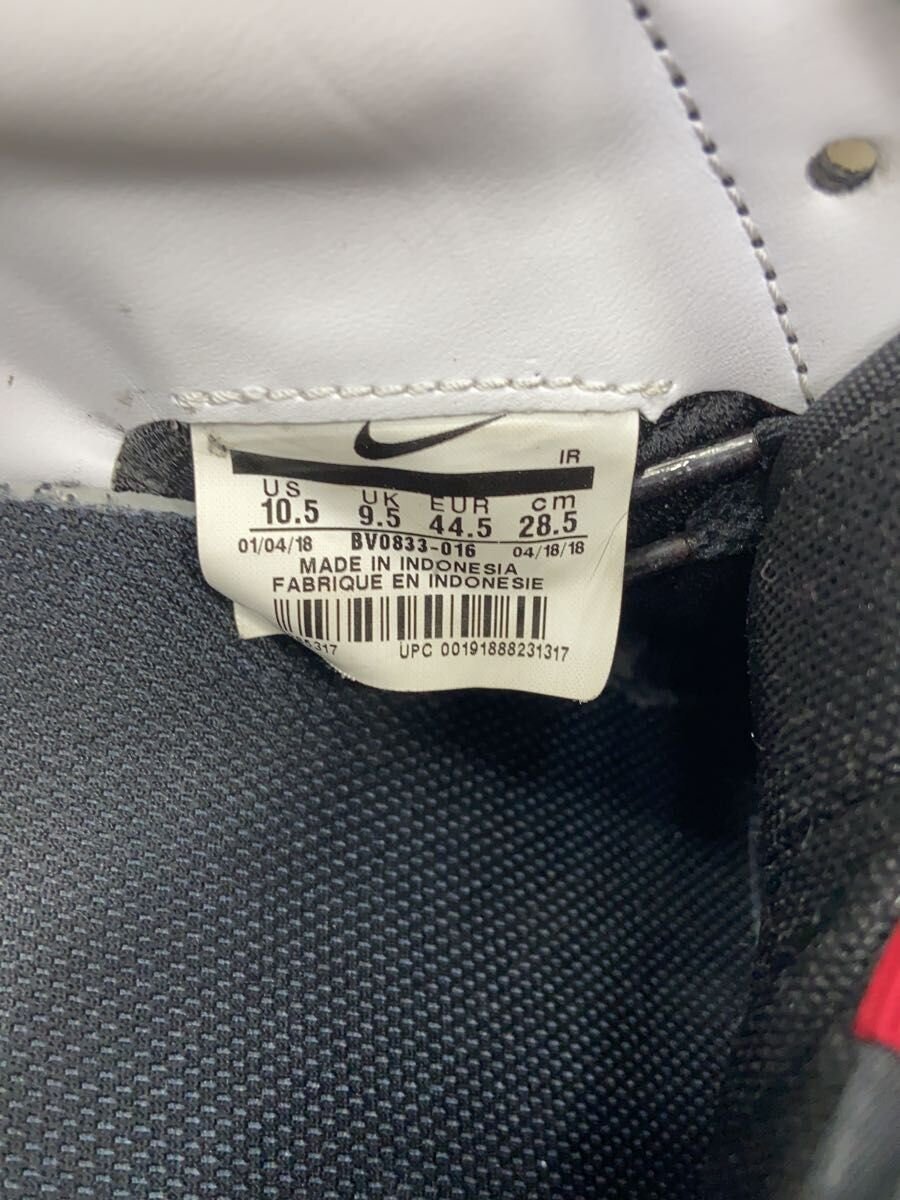 IR
US UK EUR cm
10.5 9.5 44.5 28.5
01/04/18 BV0833-016 04/18/18
MADE IN INDONESIA
FABRIQUE EN INDONESIE
5317 UPC 00191888231317